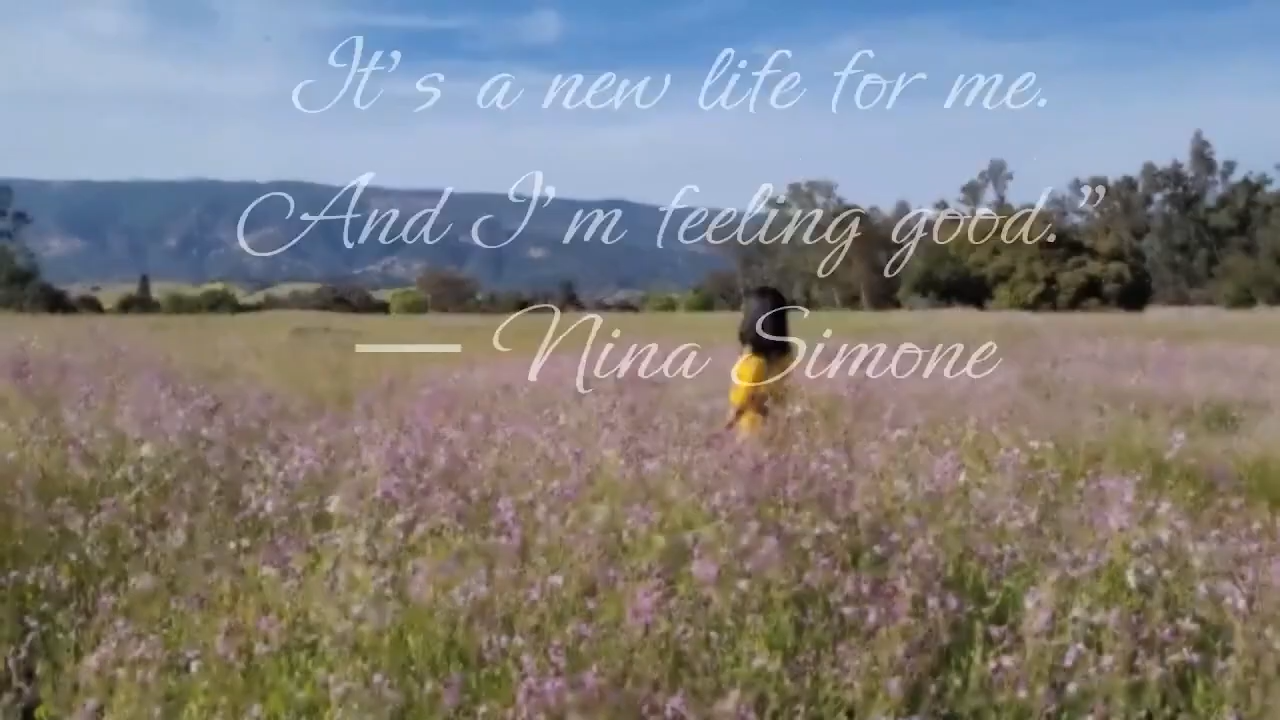 It's a new life for me.
And I'm feeling good.”
— Nina Simone